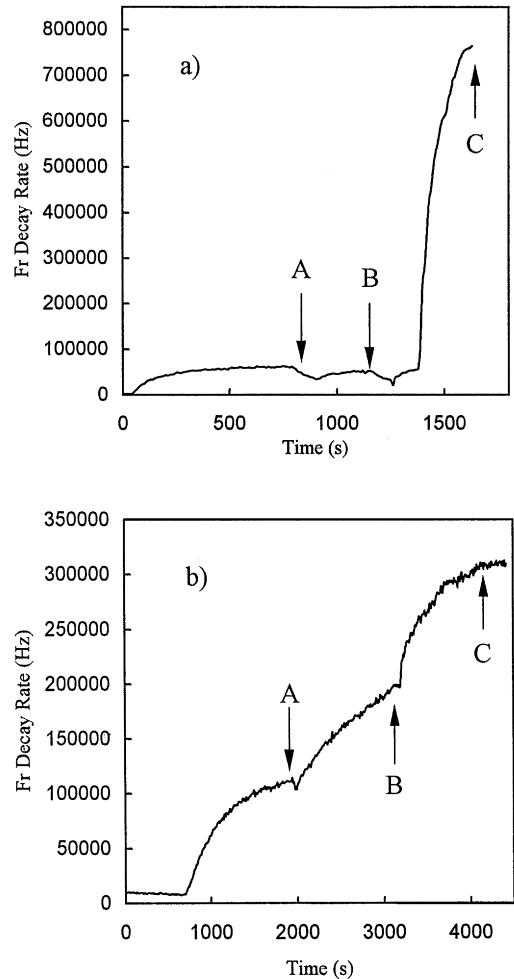 800000
a)
700000
600000
500000
400000
300000
200000
100000
0
Fr Decay Rate (Hz)
A
B
C
0 500 1000 1500
Time (s)
350000
b)
300000
250000
200000
150000
100000
50000
0
Fr Decay Rate (Hz)
A
B
C
0 1000 2000 3000 4000
Time (s)